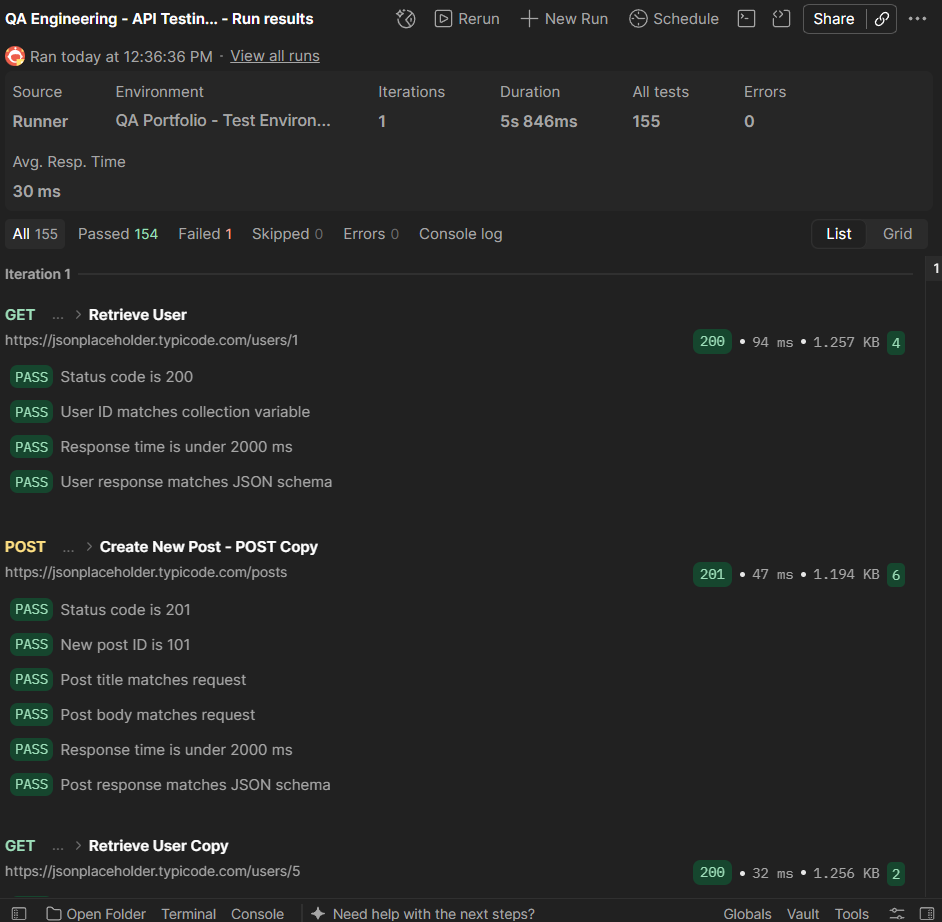 QA Engineering - API Testin... - Run results Rerun New Run Schedule Share
Ran today at 12:36:36 PM · View all runs
Source Environment Iterations Duration All tests Errors
Runner QA Portfolio - Test Environ... 1 5s 846ms 155 0
Avg. Resp. Time
30 ms
All 155 Passed 154 Failed 1 Skipped 0 Errors 0 Console log List Grid
Iteration 1 1
GET ... > Retrieve User
https://jsonplaceholder.typicode.com/users/1 200 • 94 ms • 1.257 KB 4
PASS Status code is 200
PASS User ID matches collection variable
PASS Response time is under 2000 ms
PASS User response matches JSON schema
POST ... > Create New Post - POST Copy
https://jsonplaceholder.typicode.com/posts 201 • 47 ms • 1.194 KB 6
PASS Status code is 201
PASS New post ID is 101
PASS Post title matches request
PASS Post body matches request
PASS Response time is under 2000 ms
PASS Post response matches JSON schema
GET ... > Retrieve User Copy
https://jsonplaceholder.typicode.com/users/5 200 • 32 ms • 1.256 KB 2
Open Folder Terminal Console Need help with the next steps? Globals Vault Tools